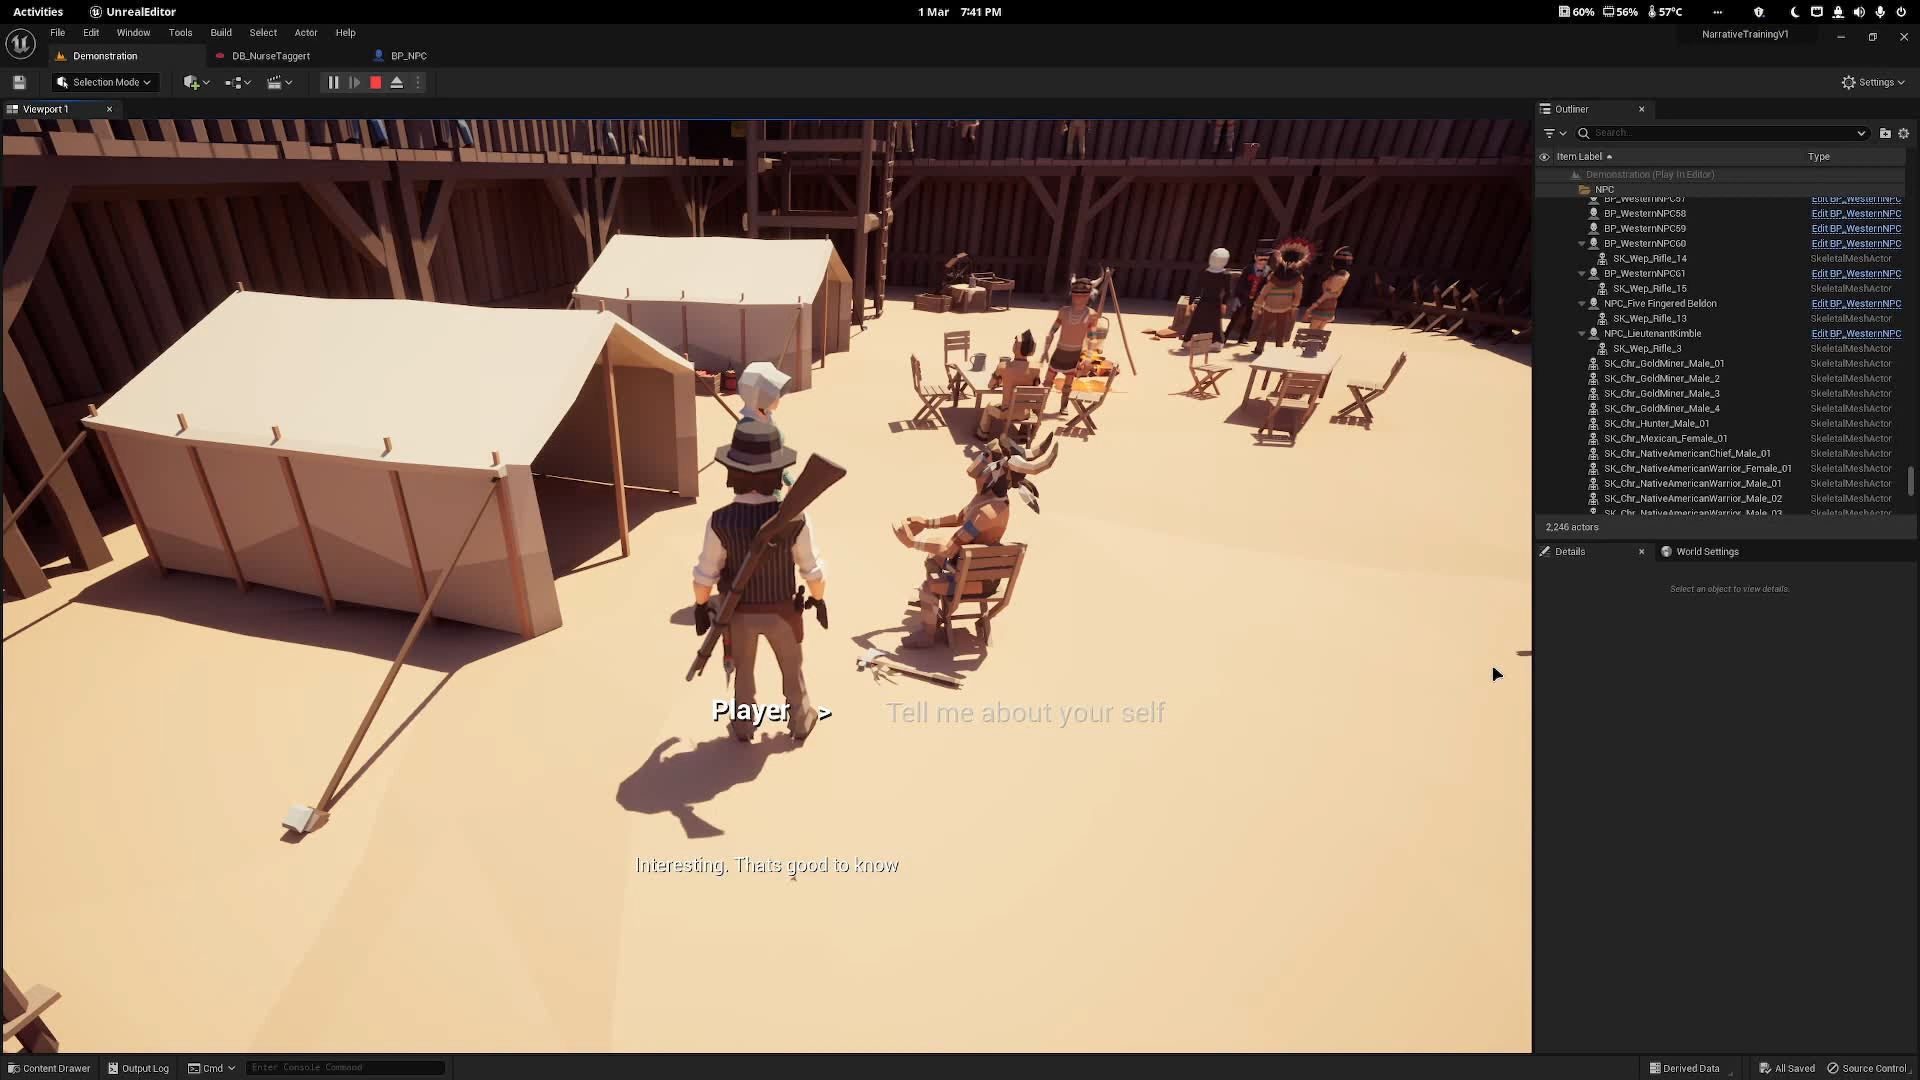 Activities
UnrealEditor
1 Mar 7:41 PM
60% 56% 57°C
File Edit Window Tools Build Select Actor Help
NarrativeTrainingV1
Demonstration
DB_NurseTaggert
BP_NPC
Selection Mode
Settings
Viewport 1
Outliner
Search...
Item Label Type
Demonstration (Play In Editor)
NPC
BP_WesternNPC57 Edit BP_WesternNPC
BP_WesternNPC58 Edit BP_WesternNPC
BP_WesternNPC59 Edit BP_WesternNPC
BP_WesternNPC60 Edit BP_WesternNPC
SK_Wep_Rifle_14 SkeletalMeshActor
BP_WesternNPC61 Edit BP_WesternNPC
SK_Wep_Rifle_15 SkeletalMeshActor
NPC_Five Fingered Beldon Edit BP_WesternNPC
SK_Wep_Rifle_13 SkeletalMeshActor
NPC_LieutenantKimble Edit BP_WesternNPC
SK_Wep_Rifle_3 SkeletalMeshActor
SK_Chr_GoldMiner_Male_01 SkeletalMeshActor
SK_Chr_GoldMiner_Male_2 SkeletalMeshActor
SK_Chr_GoldMiner_Male_3 SkeletalMeshActor
SK_Chr_GoldMiner_Male_4 SkeletalMeshActor
SK_Chr_Hunter_Male_01 SkeletalMeshActor
SK_Chr_Mexican_Female_01 SkeletalMeshActor
SK_Chr_NativeAmericanChief_Male_01 SkeletalMeshActor
SK_Chr_NativeAmericanWarrior_Female_01 SkeletalMeshActor
SK_Chr_NativeAmericanWarrior_Male_01 SkeletalMeshActor
SK_Chr_NativeAmericanWarrior_Male_02 SkeletalMeshActor
SK_Chr_NativeAmericanWarrior_Male_03 SkeletalMeshActor
2,246 actors
Details
World Settings
Select an object to view details.
Player > Tell me about your self
Interesting. Thats good to know
Content Drawer
Output Log
Cmd
Enter Console Command
Derived Data
All Saved
Source Control